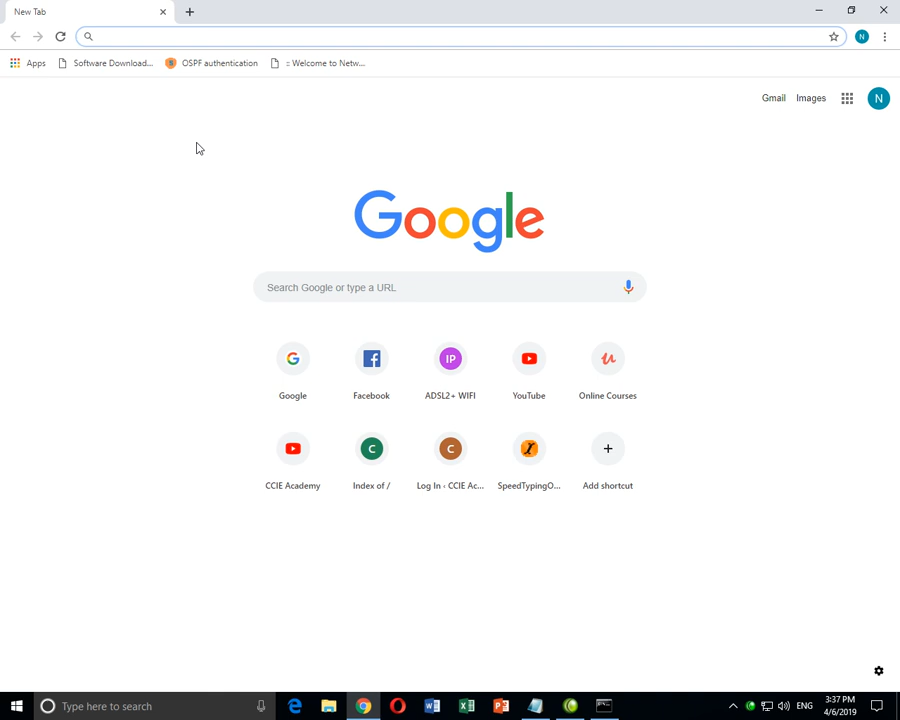 New Tab
Apps Software Download... OSPF authentication :: Welcome to Netw...
N
Gmail Images N
Google
Search Google or type a URL
IP
Google Facebook ADSL2+ WIFI YouTube Online Courses
C C
CCIE Academy Index of / Log In ‹ CCIE Ac... SpeedTypingO... Add shortcut
Type here to search
ENG
3:37 PM
4/6/2019